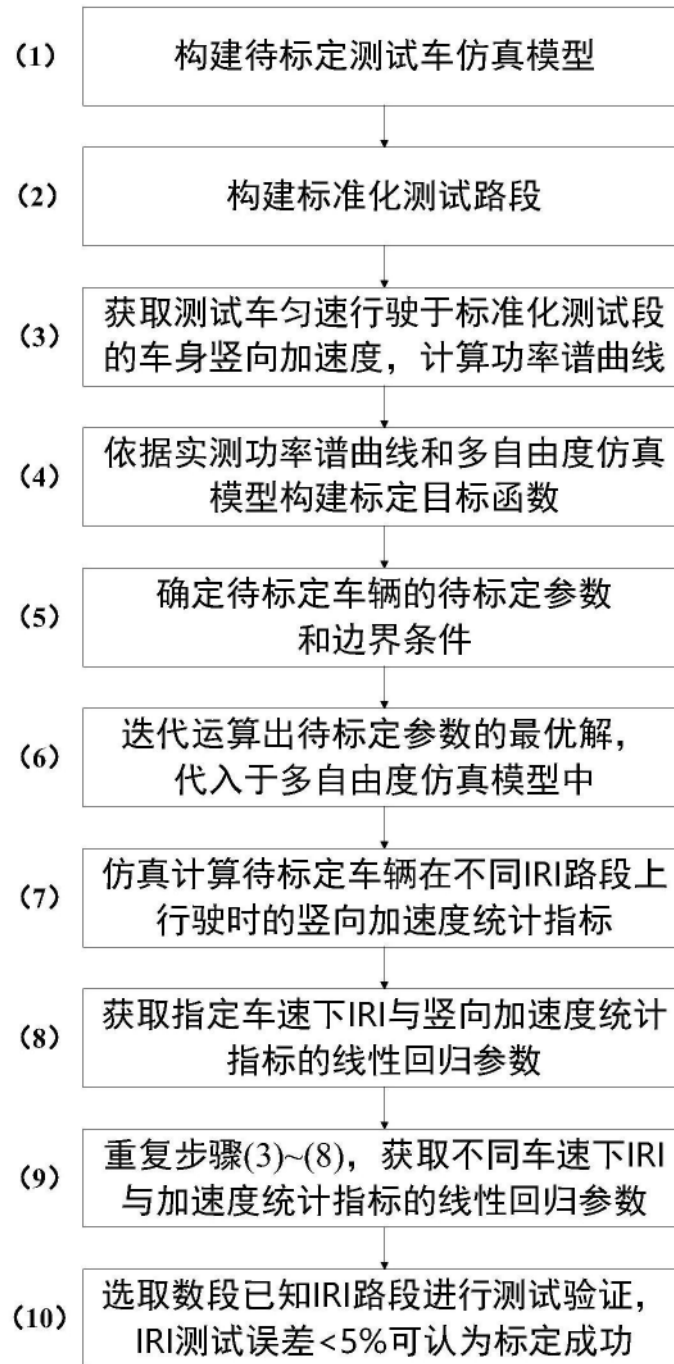 (1) 构建待标定测试车仿真模型
(2) 构建标准化测试路段
获取测试车匀速行驶于标准化测试段
(3) 的车身竖向加速度，计算功率谱曲线
依据实测功率谱曲线和多自由度仿真
(4) 模型构建标定目标函数
确定待标定车辆的待标定参数
(5) 和边界条件
迭代运算出待标定参数的最优解，
(6) 代入于多自由度仿真模型中
仿真计算待标定车辆在不同IRI路段上
(7) 行驶时的竖向加速度统计指标
获取指定车速下IRI与竖向加速度统计
(8) 指标的线性回归参数
重复步骤(3)~(8)，获取不同车速下IRI
(9) 与加速度统计指标的线性回归参数
选取数段已知IRI路段进行测试验证，
(10) IRI测试误差<5%可认为标定成功